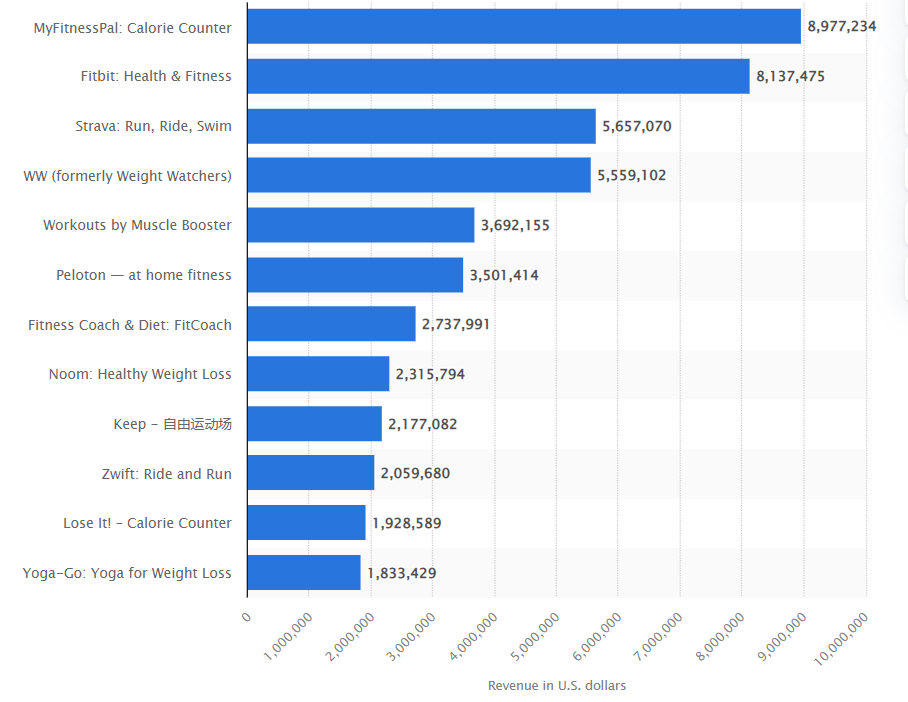 MyFitnessPal: Calorie Counter 8,977,234
Fitbit: Health & Fitness 8,137,475
Strava: Run, Ride, Swim 5,657,070
WW (formerly Weight Watchers) 5,559,102
Workouts by Muscle Booster 3,692,155
Peloton — at home fitness 3,501,414
Fitness Coach & Diet: FitCoach 2,737,991
Noom: Healthy Weight Loss 2,315,794
Keep - 自由运动场 2,177,082
Zwift: Ride and Run 2,059,680
Lose It! – Calorie Counter 1,928,589
Yoga-Go: Yoga for Weight Loss 1,833,429
0 1,000,000 2,000,000 3,000,000 4,000,000 5,000,000 6,000,000 7,000,000 8,000,000 9,000,000 10,000,000
Revenue in U.S. dollars